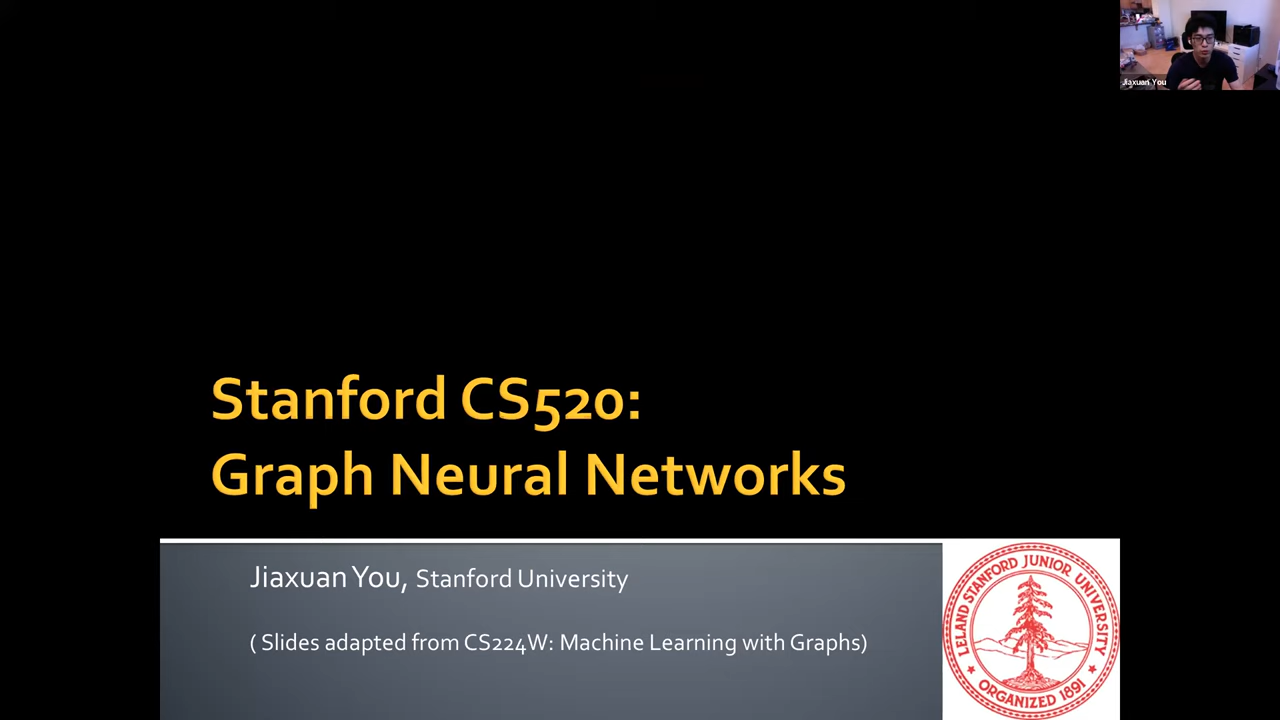 Jiaxuan You
Stanford CS520:
Graph Neural Networks
Jiaxuan You, Stanford University
( Slides adapted from CS224W: Machine Learning with Graphs)
LELAND STANFORD JUNIOR UNIVERSITY
ORGANIZED 1891